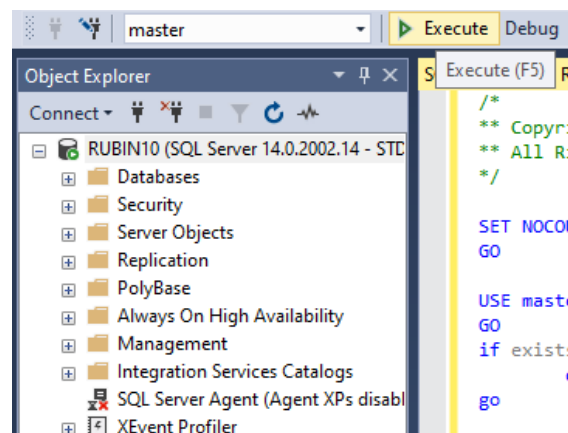 master
Execute
Debug
Object Explorer
Execute (F5)
Connect
/*
** Copyri
** All Ri
*/
RUBIN10 (SQL Server 14.0.2002.14 - STD
Databases
Security
Server Objects
Replication
PolyBase
Always On High Availability
Management
Integration Services Catalogs
SQL Server Agent (Agent XPs disabl
XEvent Profiler
SET NOCOU
GO
USE maste
GO
if exists
go